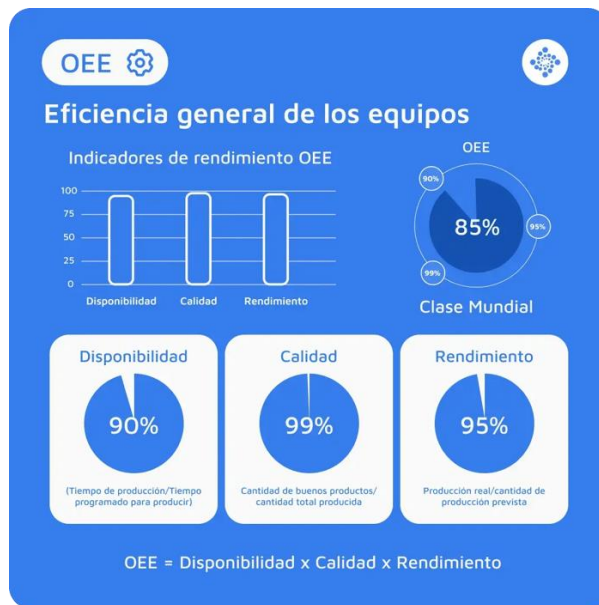 OEE
Eficiencia general de los equipos
Indicadores de rendimiento OEE
100
75
50
25
0
Disponibilidad Calidad Rendimiento
OEE
90%
95%
99%
85%
Clase Mundial
Disponibilidad
90%
(Tiempo de producción/Tiempo
programado para producir)
Calidad
99%
Cantidad de buenos productos/
cantidad total producida
Rendimiento
95%
Producción real/cantidad de
producción prevista
OEE = Disponibilidad x Calidad x Rendimiento